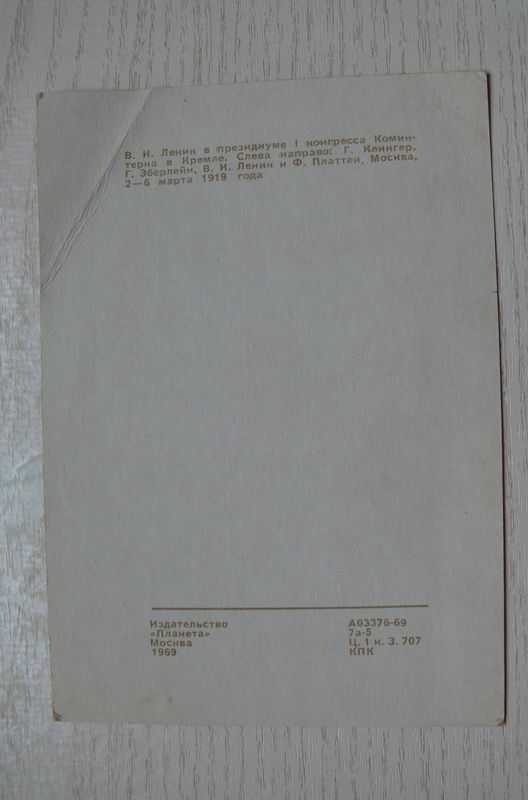 В. И. Ленин в президиуме I конгресса Комин-
терна в Кремле. Слева направо: Г. Клингер,
Г. Эберлейн, В. И. Ленин и Ф. Платтен. Москва,
2—6 марта 1919 года
Издательство
«Планета»
Москва
1969
А03376-69
7а-5
Ц. 1 к. З. 707
КПК